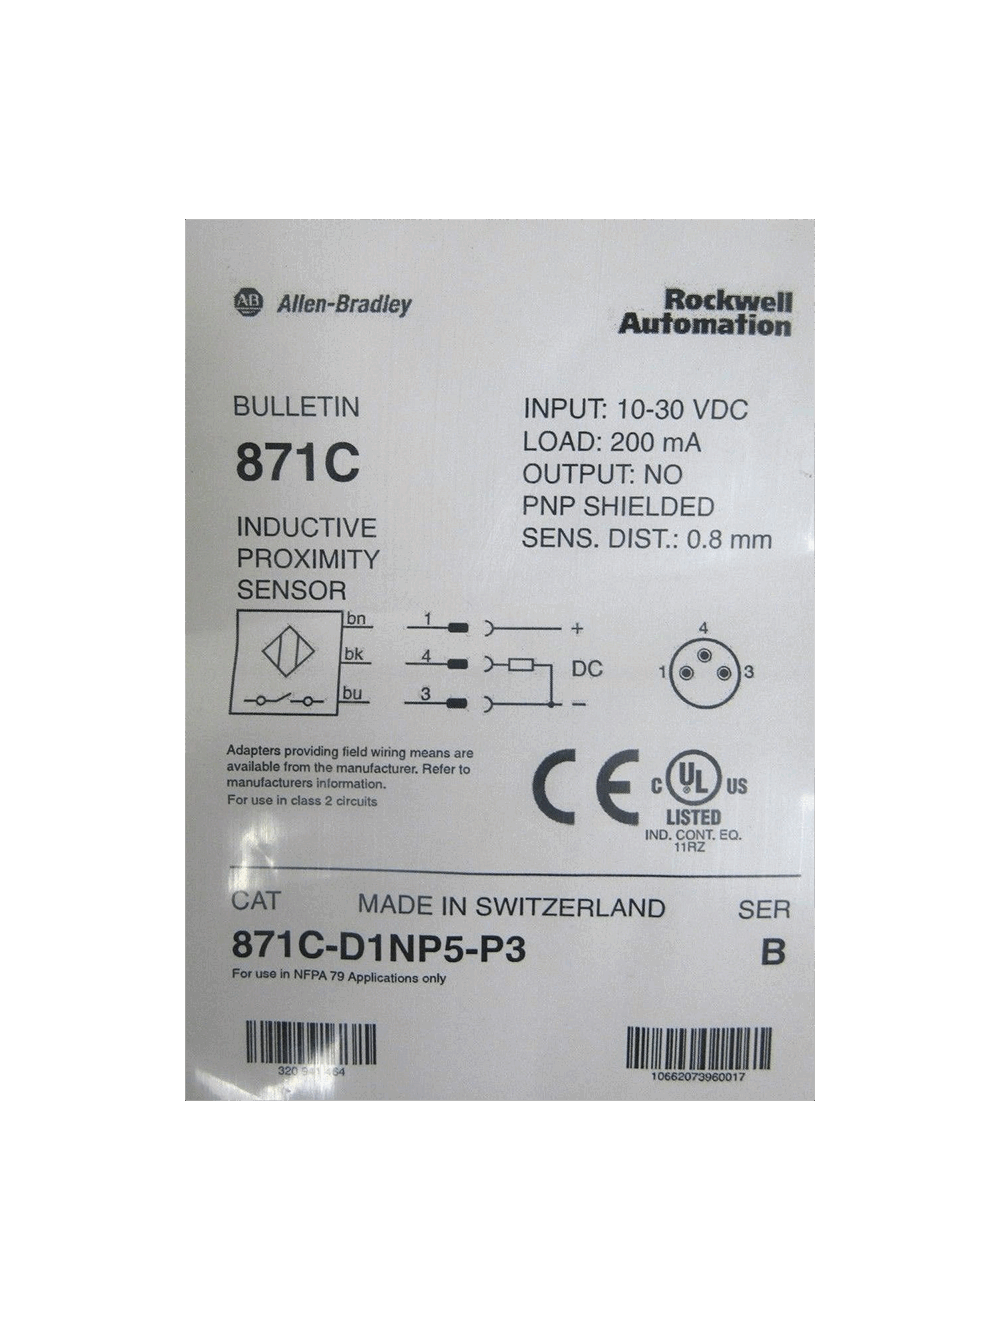 AB Allen-Bradley
Rockwell
Automation
BULLETIN
871C
INDUCTIVE
PROXIMITY
SENSOR
INPUT: 10-30 VDC
LOAD: 200 mA
OUTPUT: NO
PNP SHIELDED
SENS. DIST.: 0.8 mm
bn 1 +
bk 4 DC
bu 3 –
4
1 3
Adapters providing field wiring means are
available from the manufacturer. Refer to
manufacturers information.
For use in class 2 circuits
CE
C UL US
LISTED
IND. CONT. EQ.
11RZ
CAT MADE IN SWITZERLAND SER
871C-D1NP5-P3 B
For use in NFPA 79 Applications only
320
10662073960017